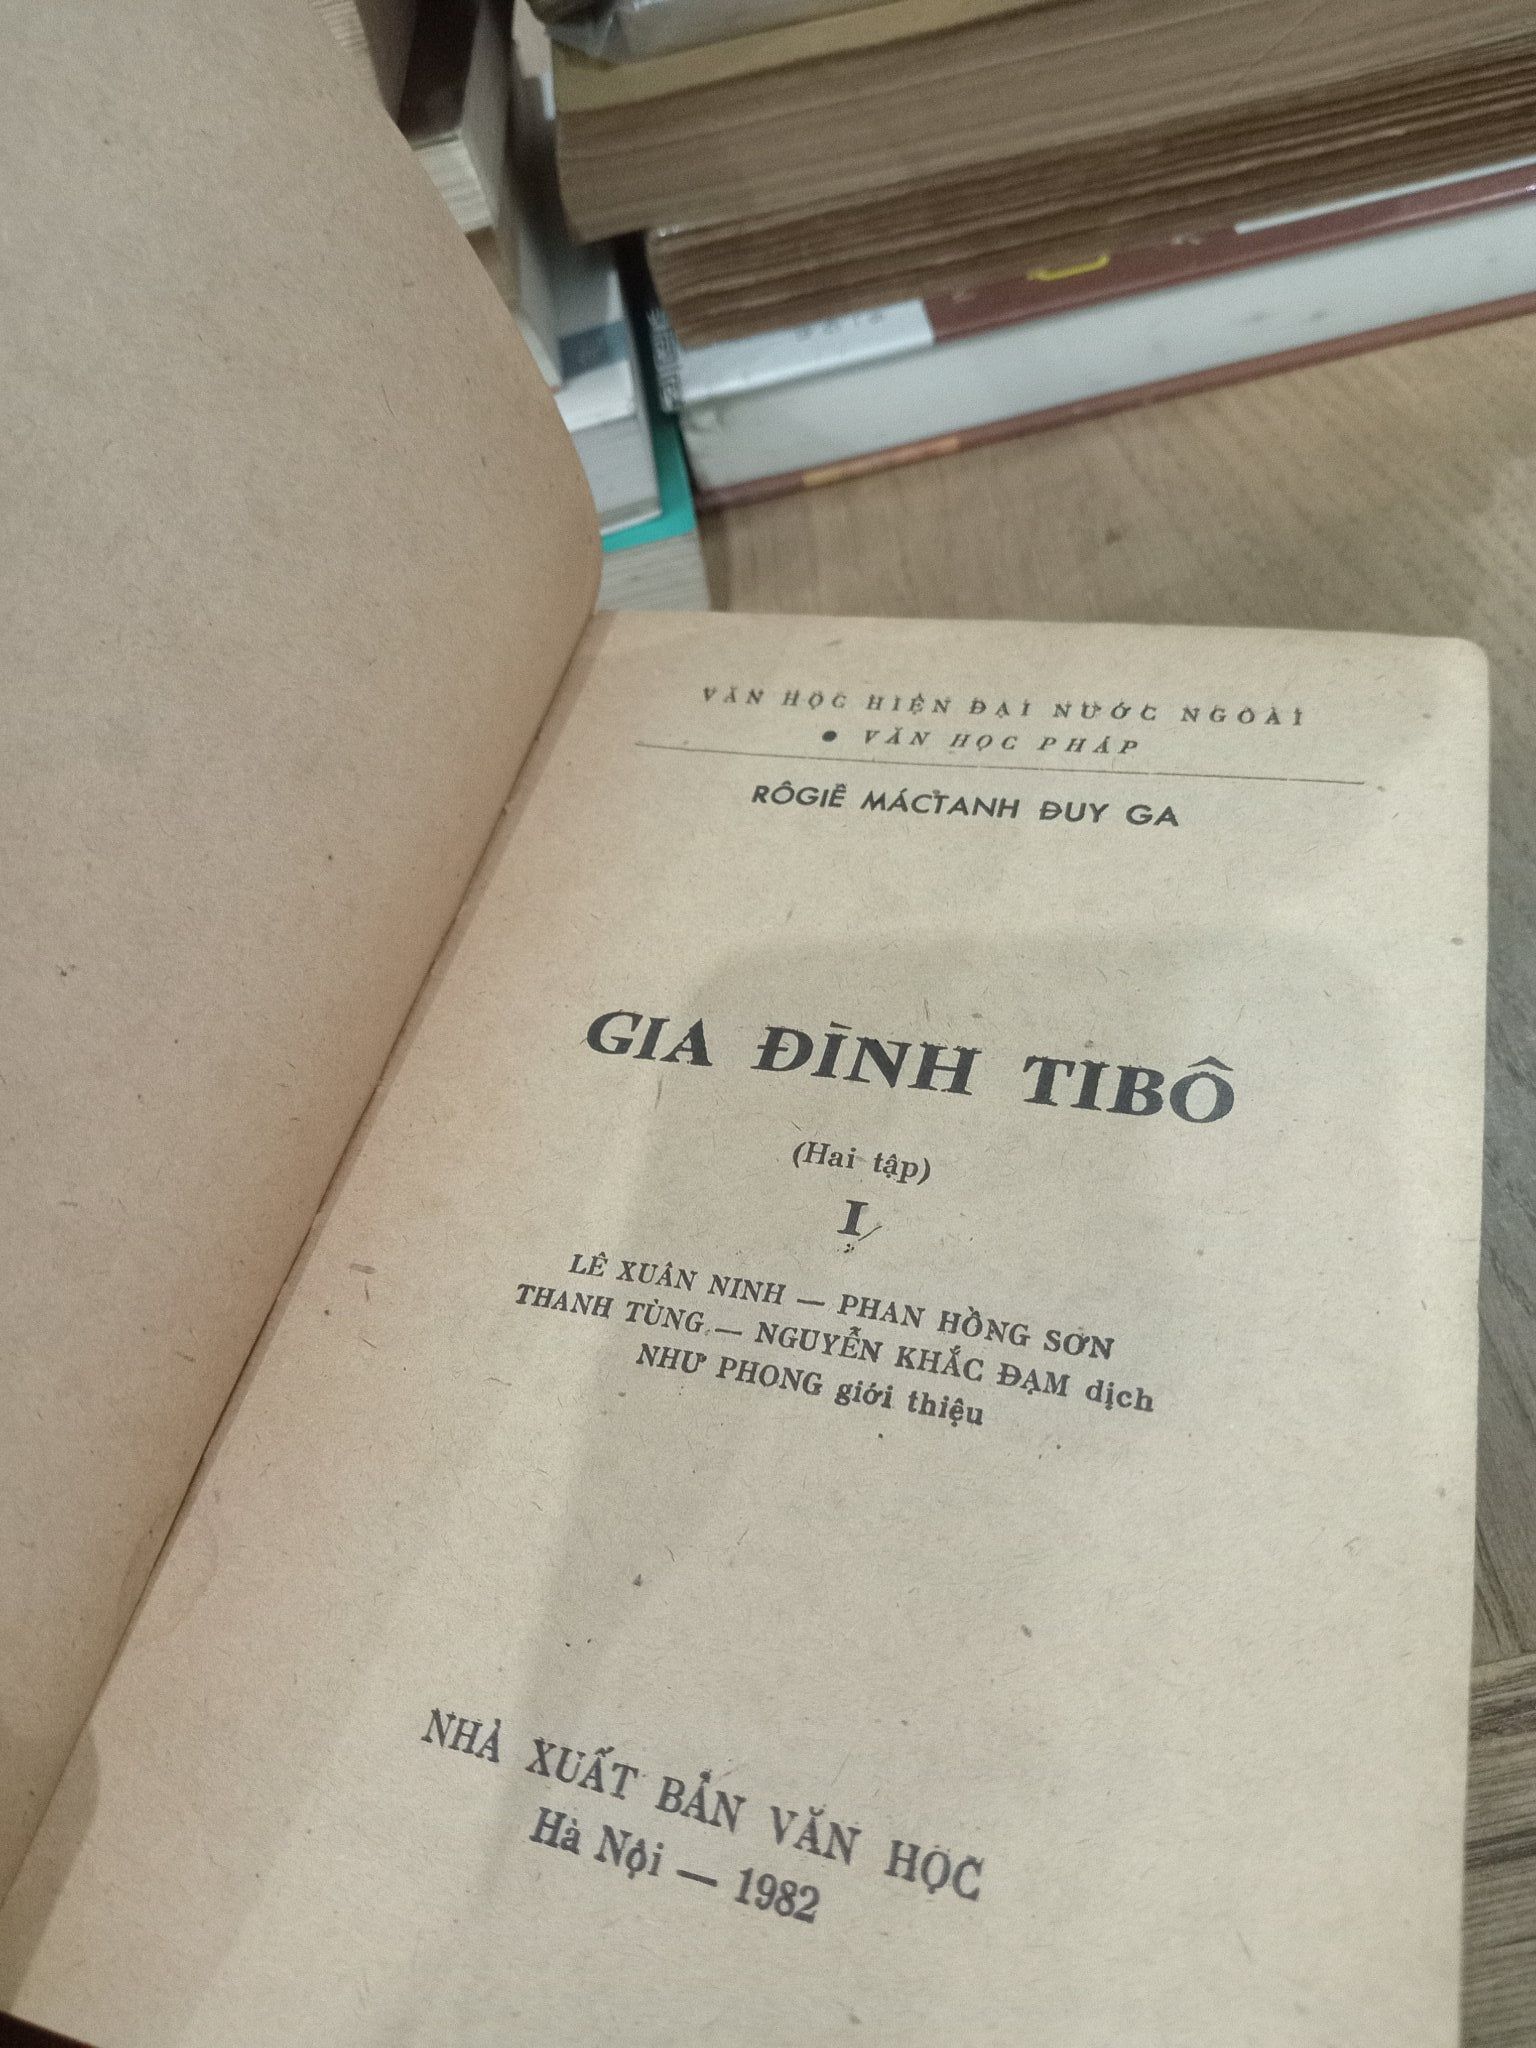 VĂN HỌC HIỆN ĐẠI NƯỚC NGOÀI
• VĂN HỌC PHÁP
RÔGIÊ MÁCTANH ĐUY GA
GIA ĐÌNH TIBÔ
(Hai tập)
I
LÊ XUÂN NINH — PHAN HỒNG SƠN
THANH TÙNG — NGUYỄN KHẮC ĐẠM dịch
NHƯ PHONG giới thiệu
NHÀ XUẤT BẢN VĂN HỌC
Hà Nội — 1982